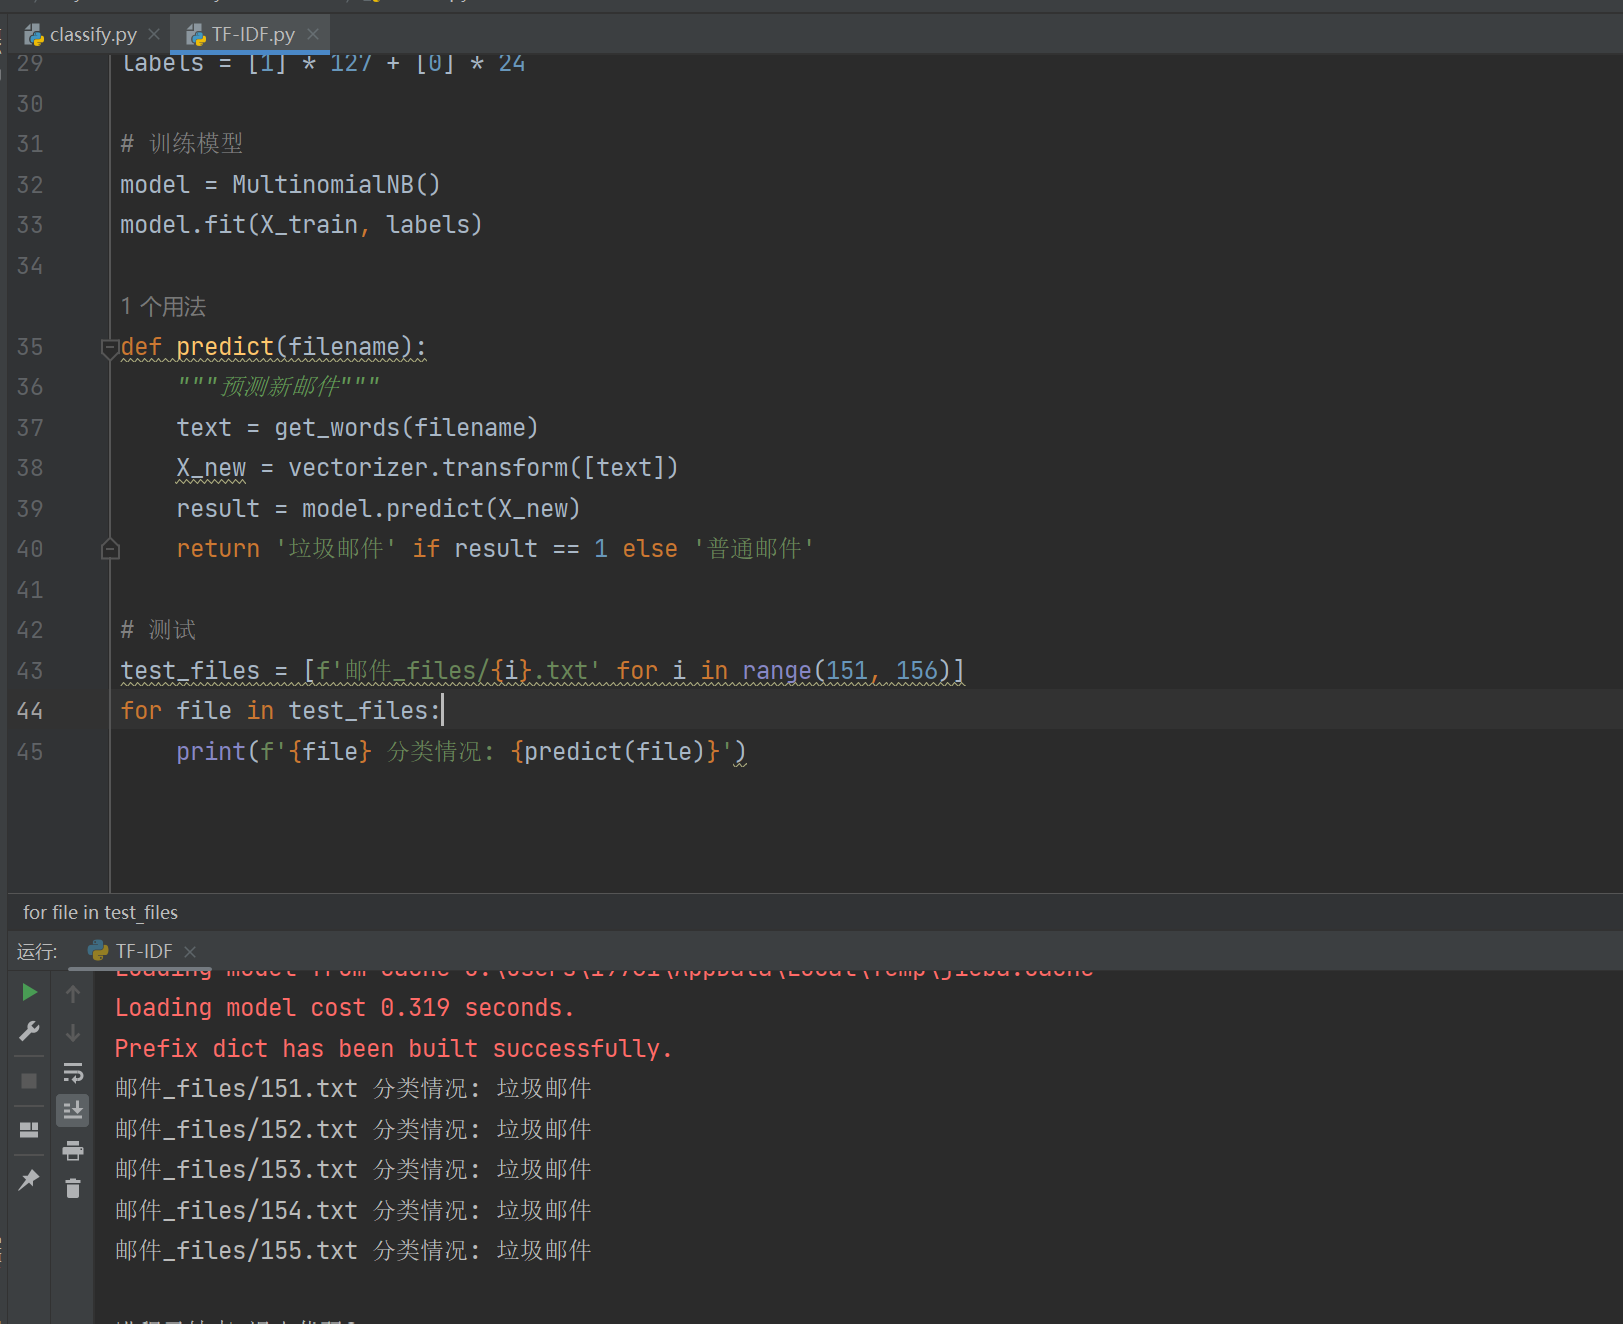 classify.py
TF-IDF.py
29 labels = [1] * 127 + [0] * 24
30
31 # 训练模型
32 model = MultinomialNB()
33 model.fit(X_train, labels)
34
1 个用法
35 def predict(filename):
36 """预测新邮件"""
37 text = get_words(filename)
38 X_new = vectorizer.transform([text])
39 result = model.predict(X_new)
40 return '垃圾邮件' if result == 1 else '普通邮件'
41
42 # 测试
43 test_files = [f'邮件_files/{i}.txt' for i in range(151, 156)]
44 for file in test_files:
45 print(f'{file} 分类情况: {predict(file)}')
for file in test_files
运行: TF-IDF
Loading model cost 0.319 seconds.
Prefix dict has been built successfully.
邮件_files/151.txt 分类情况: 垃圾邮件
邮件_files/152.txt 分类情况: 垃圾邮件
邮件_files/153.txt 分类情况: 垃圾邮件
邮件_files/154.txt 分类情况: 垃圾邮件
邮件_files/155.txt 分类情况: 垃圾邮件